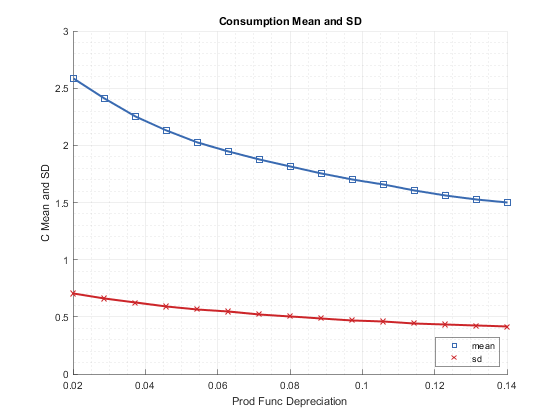 Consumption Mean and SD
3
2.5
2
1.5
1
0.5
0
C Mean and SD
0.02 0.04 0.06 0.08 0.1 0.12 0.14
Prod Func Depreciation
mean
sd